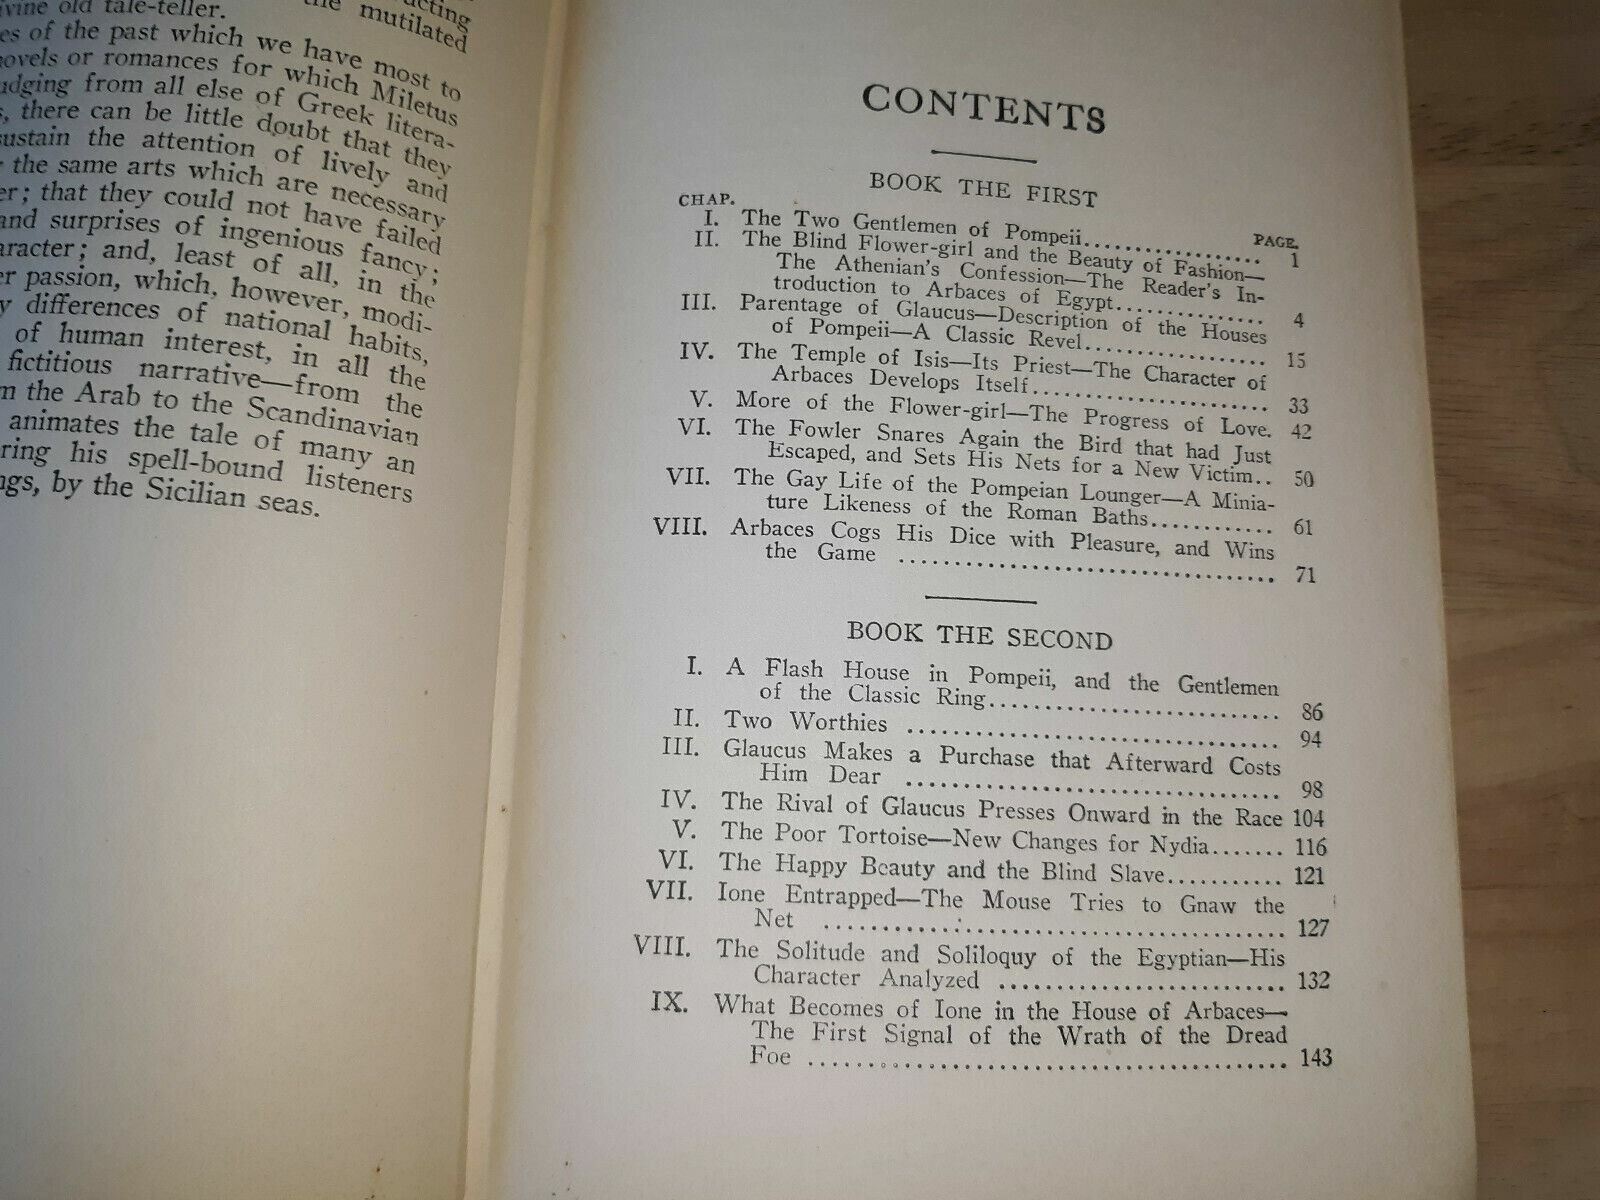 ucting
ivine old tale-teller. the mutilated
es of the past which we have most to
novels or romances for which Miletus
udging from all else of Greek litera-
s, there can be little doubt that they
sustain the attention of lively and
the same arts which are necessary
er; that they could not have failed
and surprises of ingenious fancy;
aracter; and, least of all, in the
er passion, which, however, modi-
y differences of national habits,
of human interest, in all the
fictitious narrative—from the
m the Arab to the Scandinavian
animates the tale of many an
ring his spell-bound listeners
ngs, by the Sicilian seas.
CONTENTS
BOOK THE FIRST
CHAP. PAGE.
I. The Two Gentlemen of Pompeii................ 1
II. The Blind Flower-girl and the Beauty of Fashion—
The Athenian's Confession—The Reader's In-
troduction to Arbaces of Egypt.............. 4
III. Parentage of Glaucus—Description of the Houses
of Pompeii—A Classic Revel................. 15
IV. The Temple of Isis—Its Priest—The Character of
Arbaces Develops Itself...................... 33
V. More of the Flower-girl—The Progress of Love. 42
VI. The Fowler Snares Again the Bird that had Just
Escaped, and Sets His Nets for a New Victim.. 50
VII. The Gay Life of the Pompeian Lounger—A Minia-
ture Likeness of the Roman Baths............ 61
VIII. Arbaces Cogs His Dice with Pleasure, and Wins
the Game ................................... 71
BOOK THE SECOND
I. A Flash House in Pompeii, and the Gentlemen
of the Classic Ring........................... 86
II. Two Worthies .................................. 94
III. Glaucus Makes a Purchase that Afterward Costs
Him Dear .................................. 98
IV. The Rival of Glaucus Presses Onward in the Race 104
V. The Poor Tortoise—New Changes for Nydia....... 116
VI. The Happy Beauty and the Blind Slave........... 121
VII. Ione Entrapped—The Mouse Tries to Gnaw the
Net .......................................... 127
VIII. The Solitude and Soliloquy of the Egyptian—His
Character Analyzed ......................... 132
IX. What Becomes of Ione in the House of Arbaces—
The First Signal of the Wrath of the Dread
Foe .......................................... 143